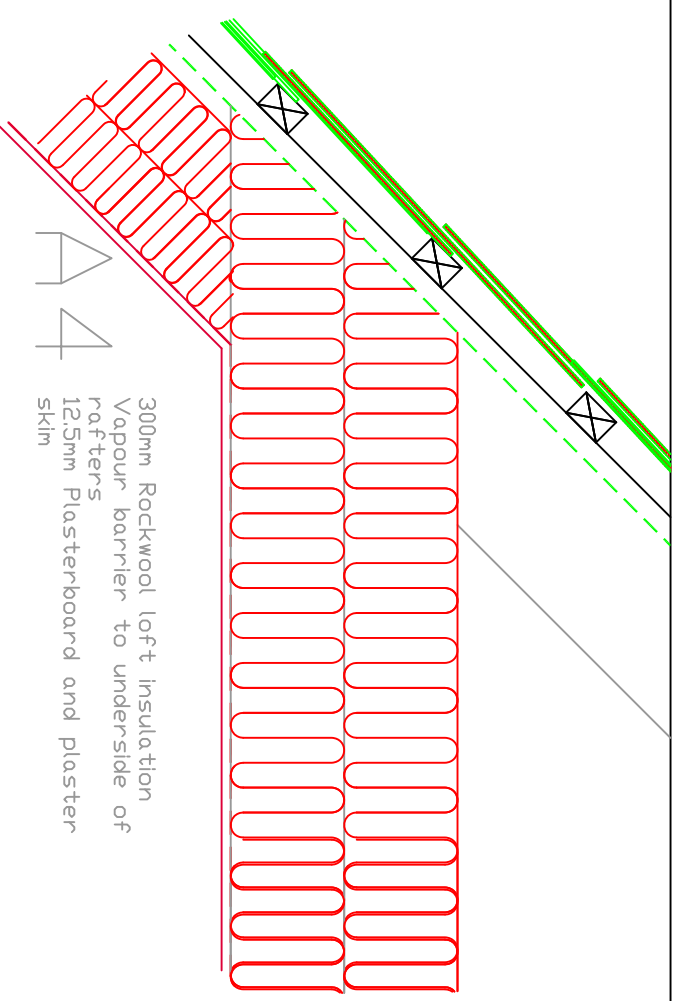 A4
300mm Rockwool loft insulation
Vapour barrier to underside of
rafters
12.5mm Plasterboard and plaster
skim